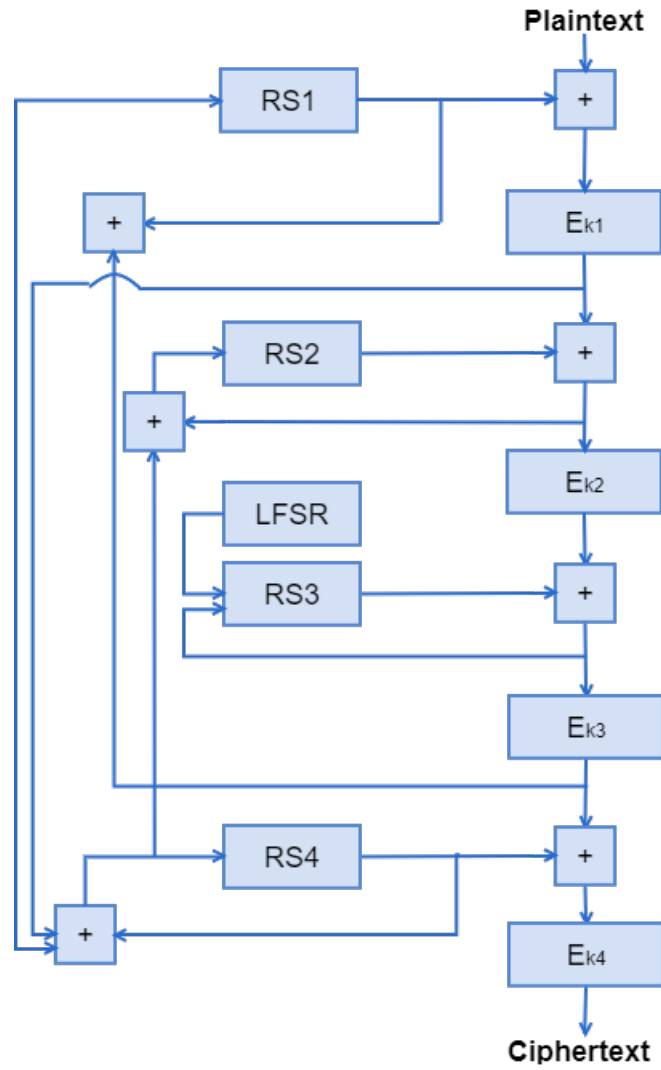 Plaintext
RS1
+
+
Ek1
RS2
+
+
Ek2
LFSR
RS3
+
Ek3
RS4
+
+
Ek4
Ciphertext